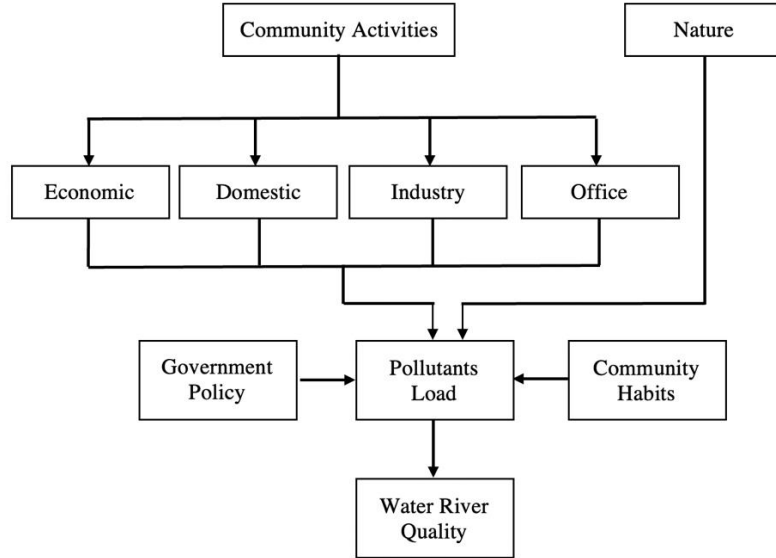 Community Activities
Nature
Economic
Domestic
Industry
Office
Government
Policy
Pollutants
Load
Community
Habits
Water River
Quality